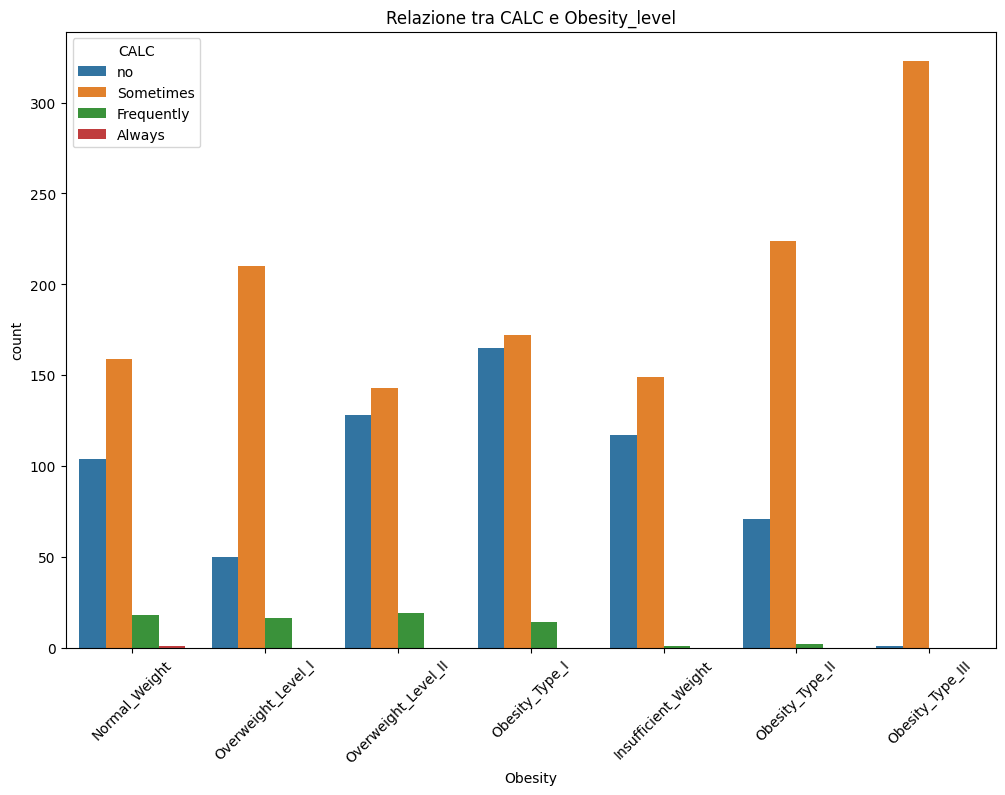 Relazione tra CALC e Obesity_level
CALC
no
Sometimes
Frequently
Always
count
300
250
200
150
100
50
0
Normal_Weight
Overweight_Level_I
Overweight_Level_II
Obesity_Type_I
Insufficient_Weight
Obesity_Type_II
Obesity_Type_III
Obesity